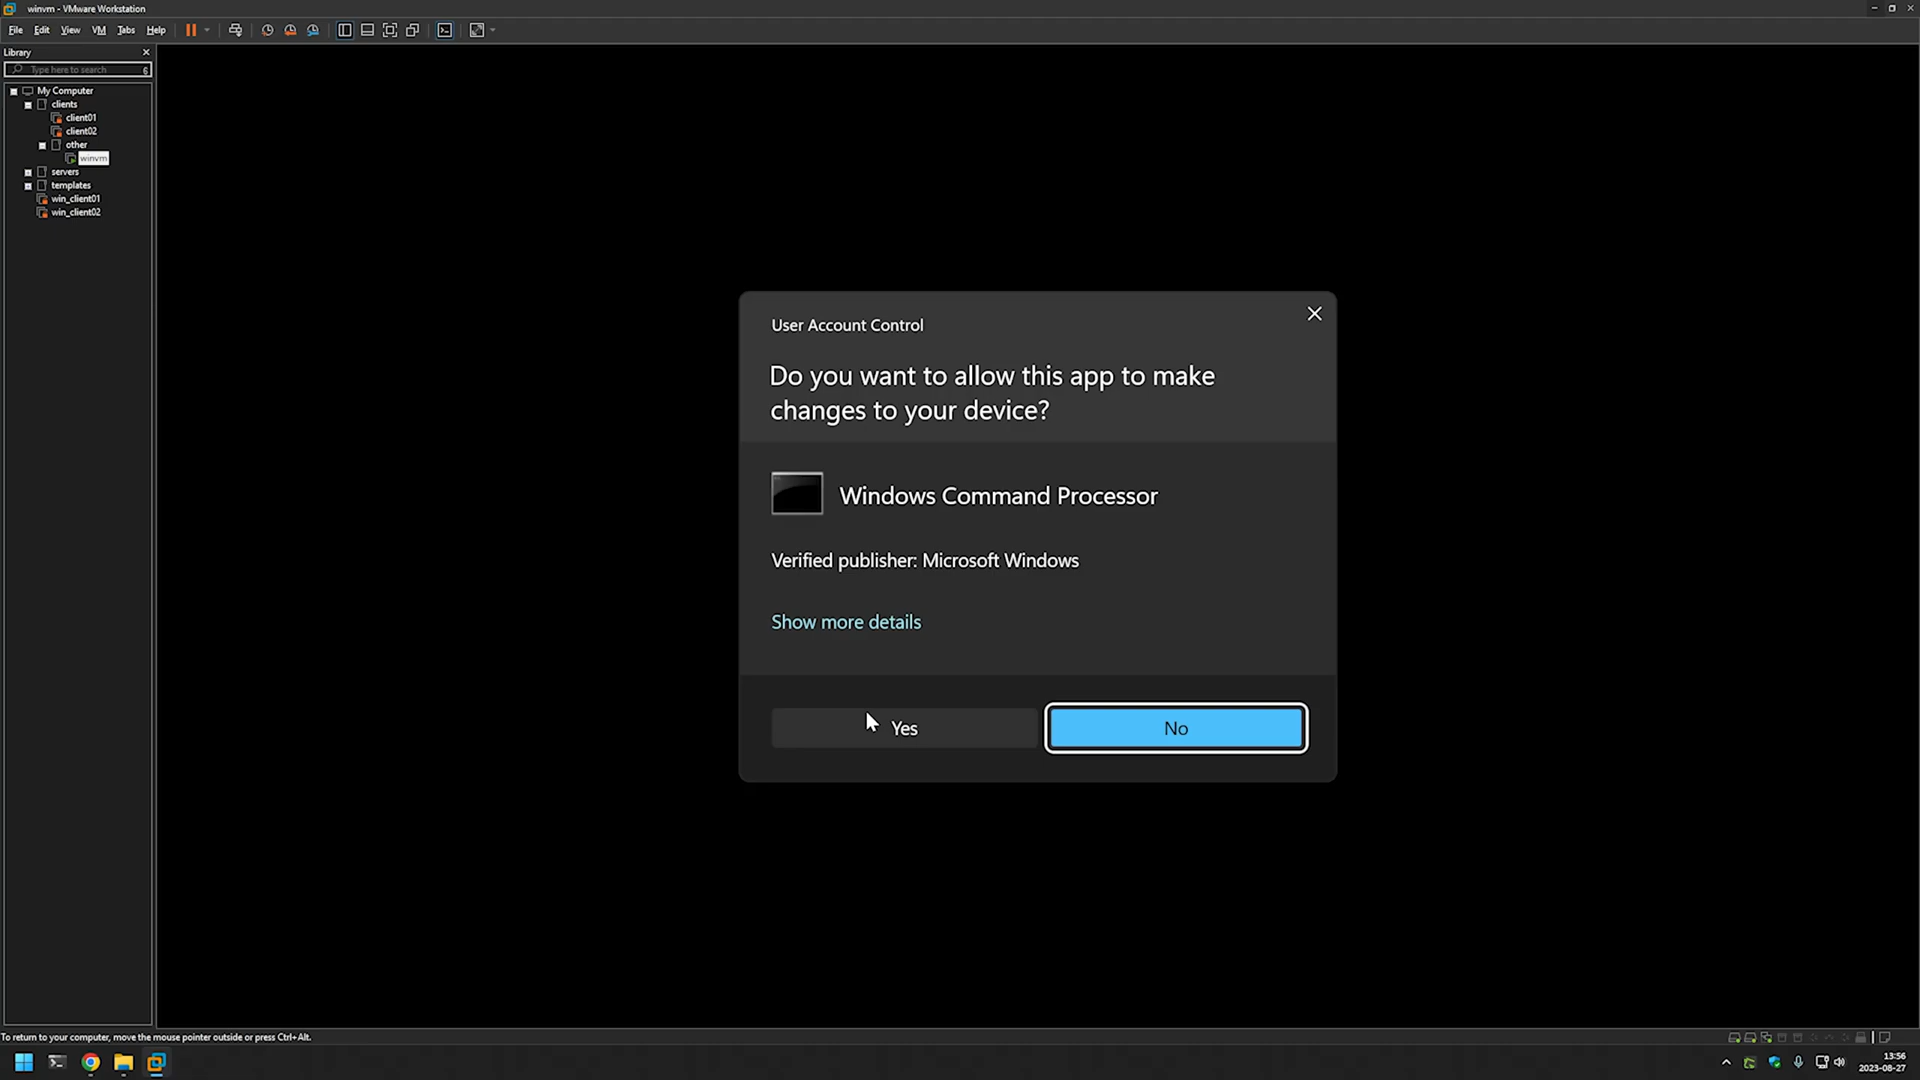 winvm - VMware Workstation
File Edit View VM Tabs Help
Library
Type here to search
My Computer
clients
client01
client02
other
winvm
servers
templates
win_client01
win_client02
User Account Control
Do you want to allow this app to make
changes to your device?
Windows Command Processor
Verified publisher: Microsoft Windows
Show more details
Yes
No
To return to your computer, move the mouse pointer outside or press Ctrl+Alt.
13:56
2023-08-27